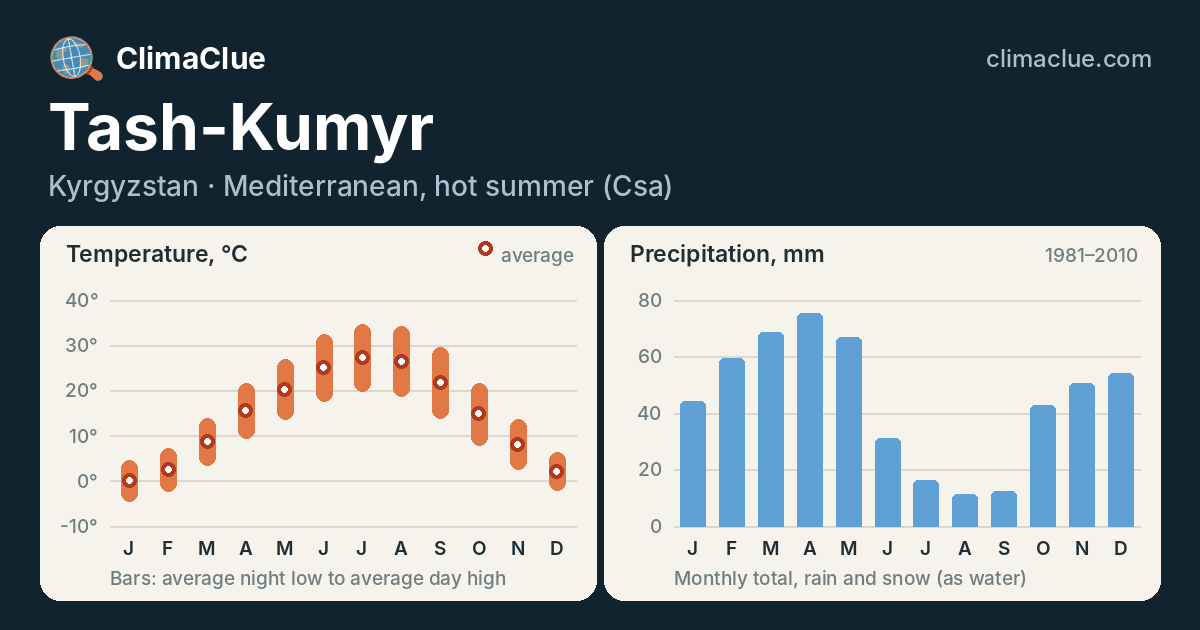 ClimaClue
climaclue.com
Tash-Kumyr
Kyrgyzstan · Mediterranean, hot summer (Csa)
Temperature, °C
average
40°
30°
20°
10°
0°
-10°
J F M A M J J A S O N D
Bars: average night low to average day high
Precipitation, mm
1981–2010
80
60
40
20
0
J F M A M J J A S O N D
Monthly total, rain and snow (as water)